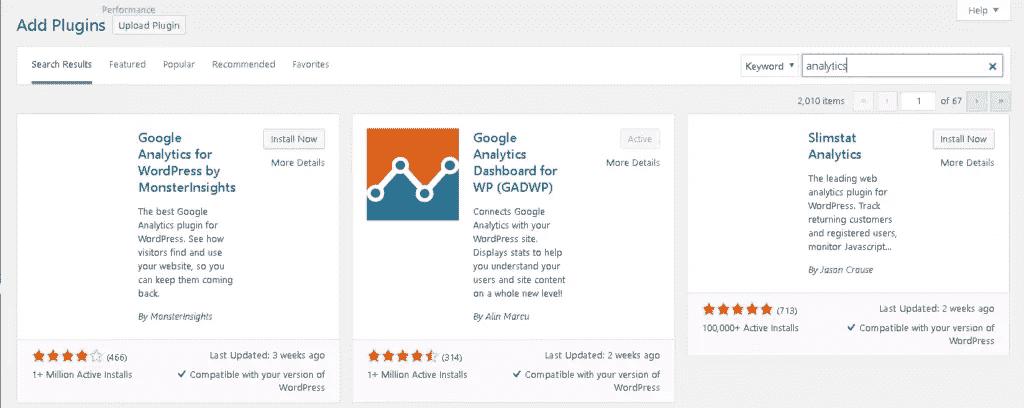 Performance
Add Plugins Upload Plugin
Help
Search Results Featured Popular Recommended Favorites
Keyword analytics
2,010 items « ‹ 1 of 67 › »
Google
Analytics for
WordPress by
MonsterInsights
Install Now
More Details
The best Google
Analytics plugin for
WordPress. See how
visitors find and use
your website, so you
can keep them coming
back.
By MonsterInsights
(466)
Last Updated: 3 weeks ago
1+ Million Active Installs
Compatible with your version of
WordPress
Google
Analytics
Dashboard for
WP (GADWP)
Active
More Details
Connects Google
Analytics with your
WordPress site.
Displays stats to help
you understand your
users and site content
on a whole new level!
By Alin Marcu
(314)
Last Updated: 2 weeks ago
1+ Million Active Installs
Compatible with your version of
WordPress
Slimstat
Analytics
Install Now
More Details
The leading web
analytics plugin for
WordPress. Track
returning customers
and registered users,
monitor Javascript...
By Jason Crouse
(713)
Last Updated: 2 weeks ago
100,000+ Active Installs
Compatible with your version of
WordPress